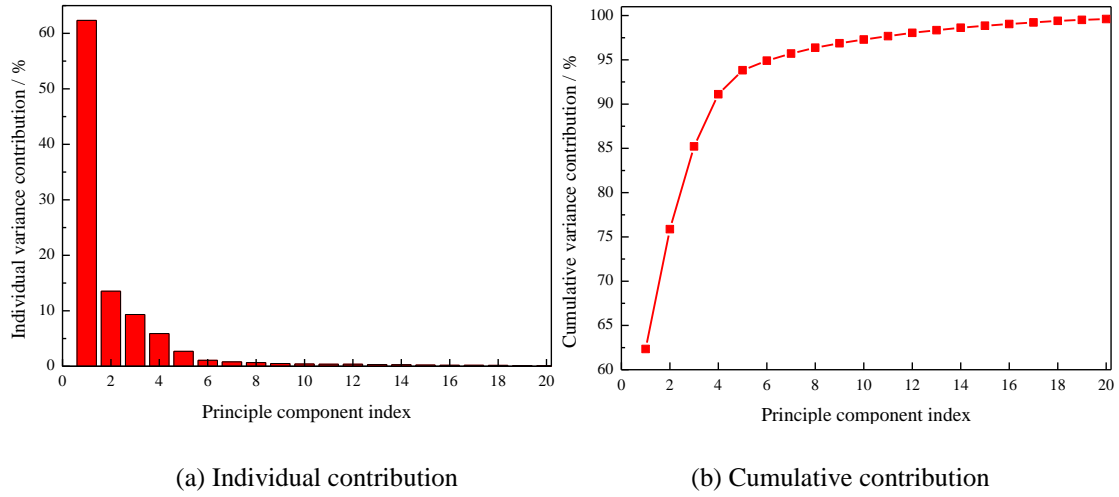 Individual variance contribution / %
60
50
40
30
20
10
0
0 2 4 6 8 10 12 14 16 18 20
Principle component index
(a) Individual contribution
Cumulative variance contribution / %
100
95
90
85
80
75
70
65
60
0 2 4 6 8 10 12 14 16 18 20
Principle component index
(b) Cumulative contribution